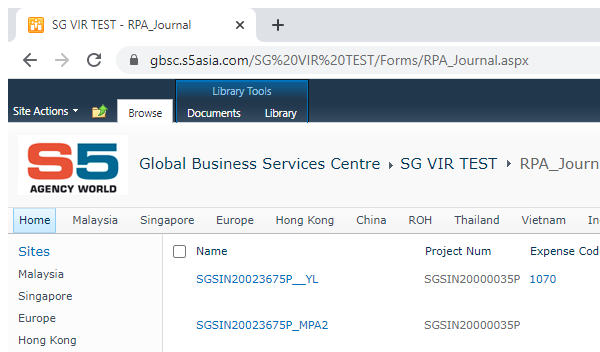 SG VIR TEST - RPA_Journal
gbsc.s5asia.com/SG%20VIR%20TEST/Forms/RPA_Journal.aspx
Library Tools
Site Actions Browse Documents Library
S5
AGENCY WORLD
Global Business Services Centre SG VIR TEST RPA_Journ
Home Malaysia Singapore Europe Hong Kong China ROH Thailand Vietnam In
Sites
Malaysia
Singapore
Europe
Hong Kong
Name Project Num Expense Cod
SGSIN20023675P__YL SGSIN20000035P 1070
SGSIN20023675P_MPA2 SGSIN20000035P